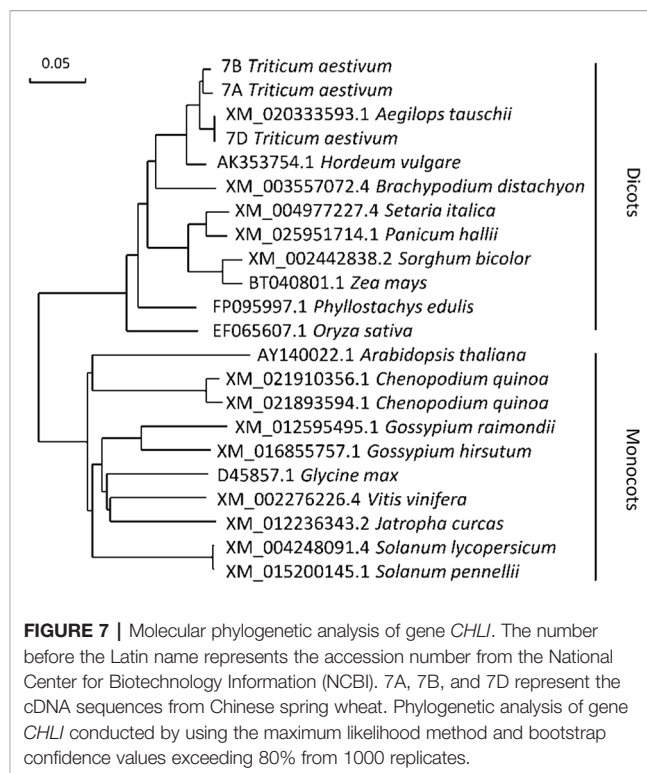 0.05
7B Triticum aestivum
7A Triticum aestivum
XM_020333593.1 Aegilops tauschii
7D Triticum aestivum
AK353754.1 Hordeum vulgare
XM_003557072.4 Brachypodium distachyon
XM_004977227.4 Setaria italica
XM_025951714.1 Panicum hallii
XM_002442838.2 Sorghum bicolor
BT040801.1 Zea mays
FP095997.1 Phyllostachys edulis
EF065607.1 Oryza sativa
Dicots
AY140022.1 Arabidopsis thaliana
XM_021910356.1 Chenopodium quinoa
XM_021893594.1 Chenopodium quinoa
XM_012595495.1 Gossypium raimondii
XM_016855757.1 Gossypium hirsutum
D45857.1 Glycine max
XM_002276226.4 Vitis vinifera
XM_012236343.2 Jatropha curcas
XM_004248091.4 Solanum lycopersicum
XM_015200145.1 Solanum pennellii
Monocots
FIGURE 7 | Molecular phylogenetic analysis of gene CHLI. The number
before the Latin name represents the accession number from the National
Center for Biotechnology Information (NCBI). 7A, 7B, and 7D represent the
cDNA sequences from Chinese spring wheat. Phylogenetic analysis of gene
CHLI conducted by using the maximum likelihood method and bootstrap
confidence values exceeding 80% from 1000 replicates.